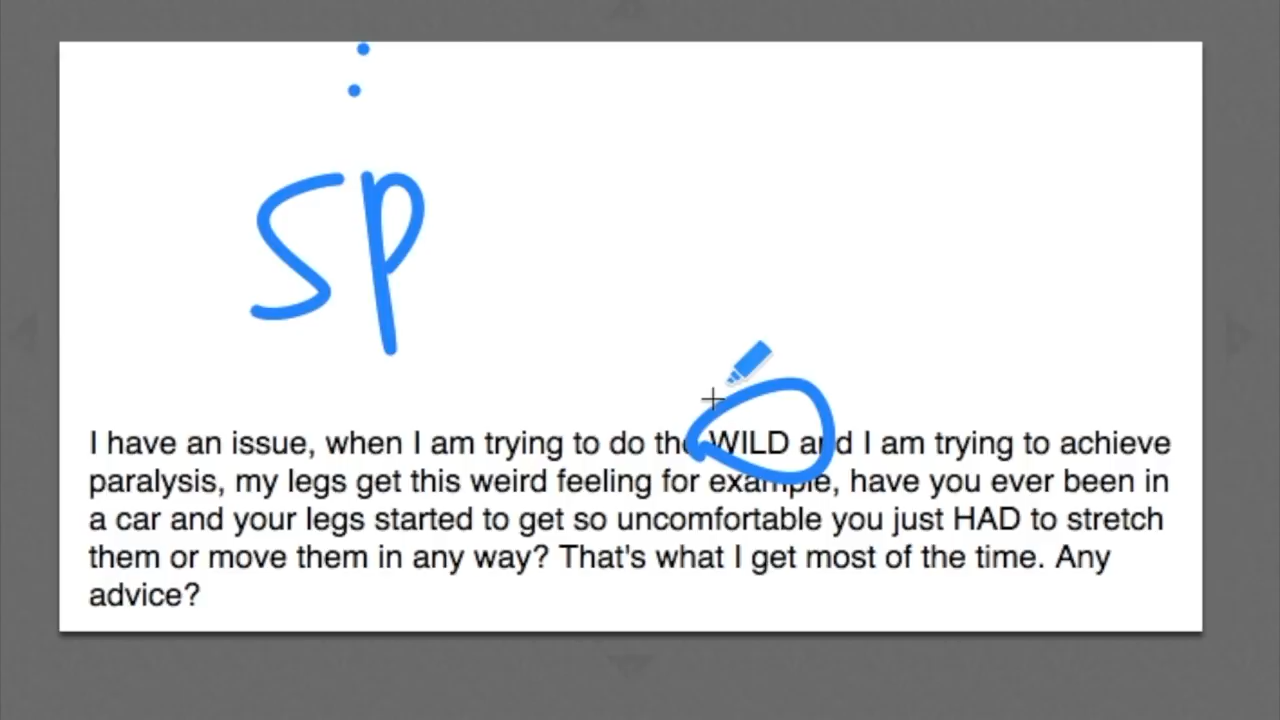 SP
I have an issue, when I am trying to do the WILD and I am trying to achieve
paralysis, my legs get this weird feeling for example, have you ever been in
a car and your legs started to get so uncomfortable you just HAD to stretch
them or move them in any way? That's what I get most of the time. Any
advice?